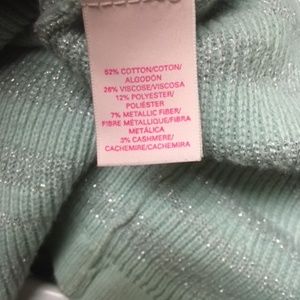 52% COTTON/COTON/
ALGODÓN
26% VISCOSE/VISCOSA
12% POLYESTER/
POLIÉSTER
7% METALLIC FIBER/
FIBRE MÉTALLIQUE/FIBRA
METÁLICA
3% CASHMERE/
CACHEMIRE/CACHEMIRA